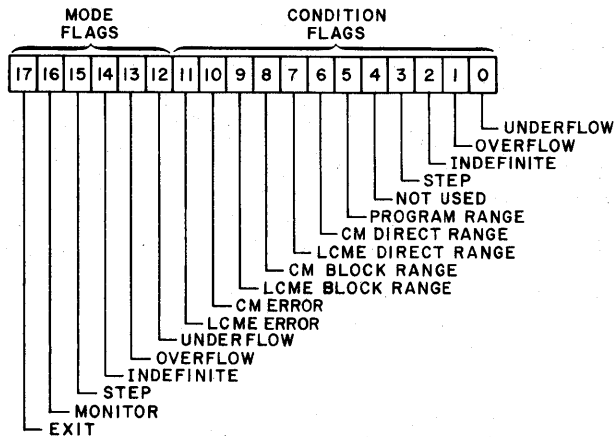 MODE FLAGS
CONDITION FLAGS
17 16 15 14 13 12 11 10 9 8 7 6 5 4 3 2 1 0
UNDERFLOW
OVERFLOW
INDEFINITE
STEP
NOT USED
PROGRAM RANGE
CM DIRECT RANGE
LCME DIRECT RANGE
CM BLOCK RANGE
LCME BLOCK RANGE
CM ERROR
LCME ERROR
UNDERFLOW
OVERFLOW
INDEFINITE
STEP
MONITOR
EXIT